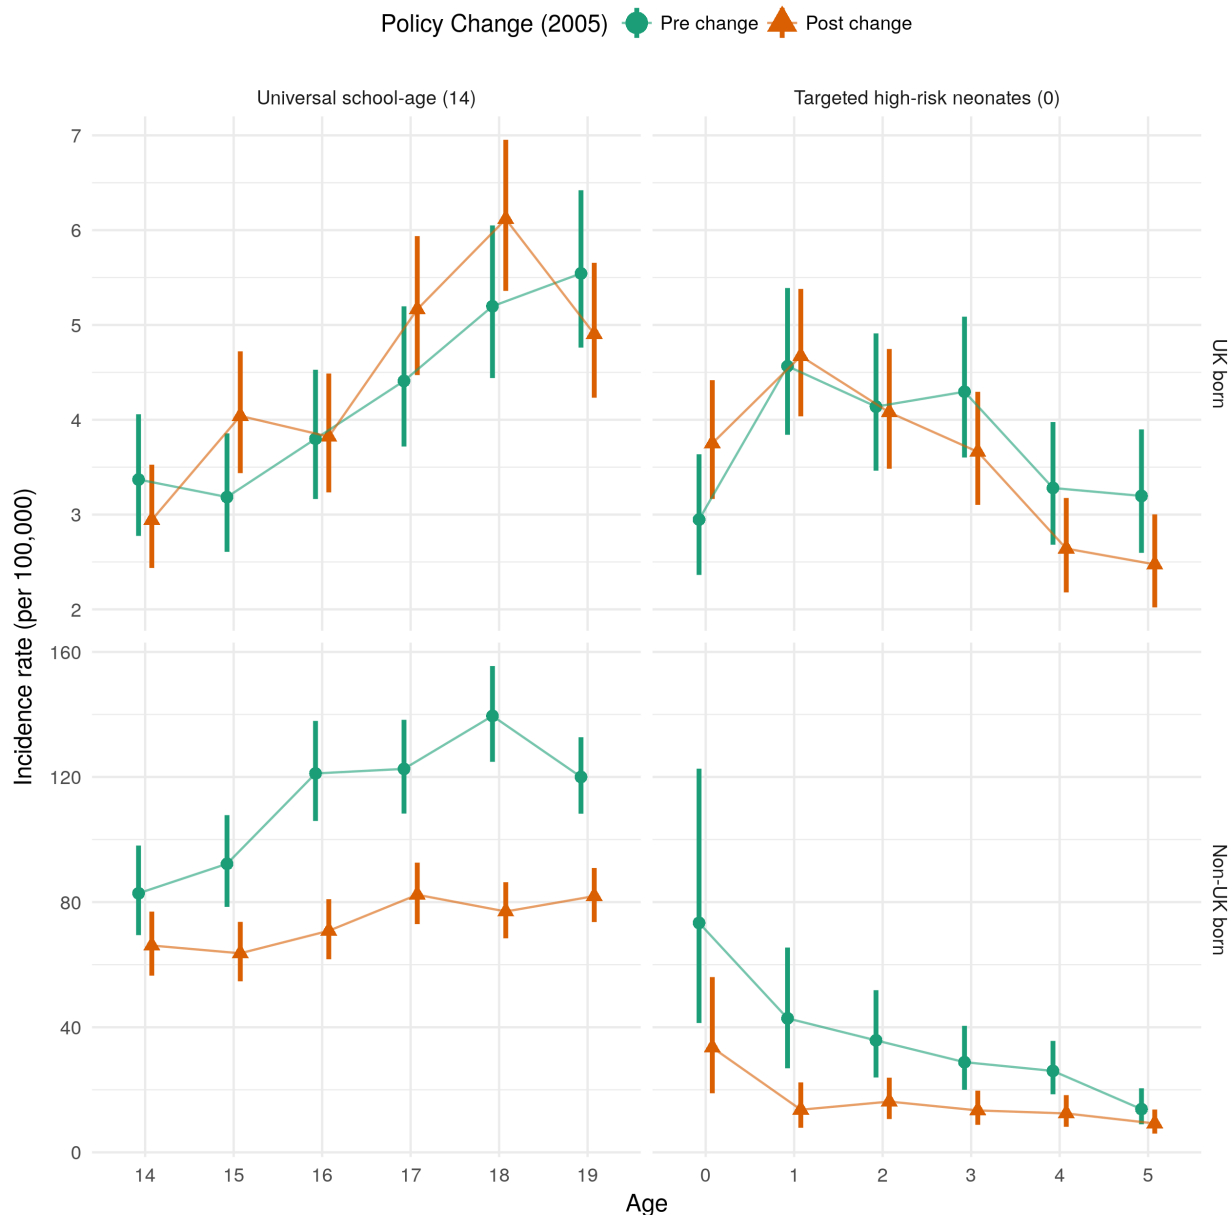 Policy Change (2005) Pre change Post change
Universal school-age (14) Targeted high-risk neonates (0)
7
6
5
4
3
2
UK born
160
120
80
40
0
Non-UK born
Incidence rate (per 100,000)
14 15 16 17 18 19 0 1 2 3 4 5
Age